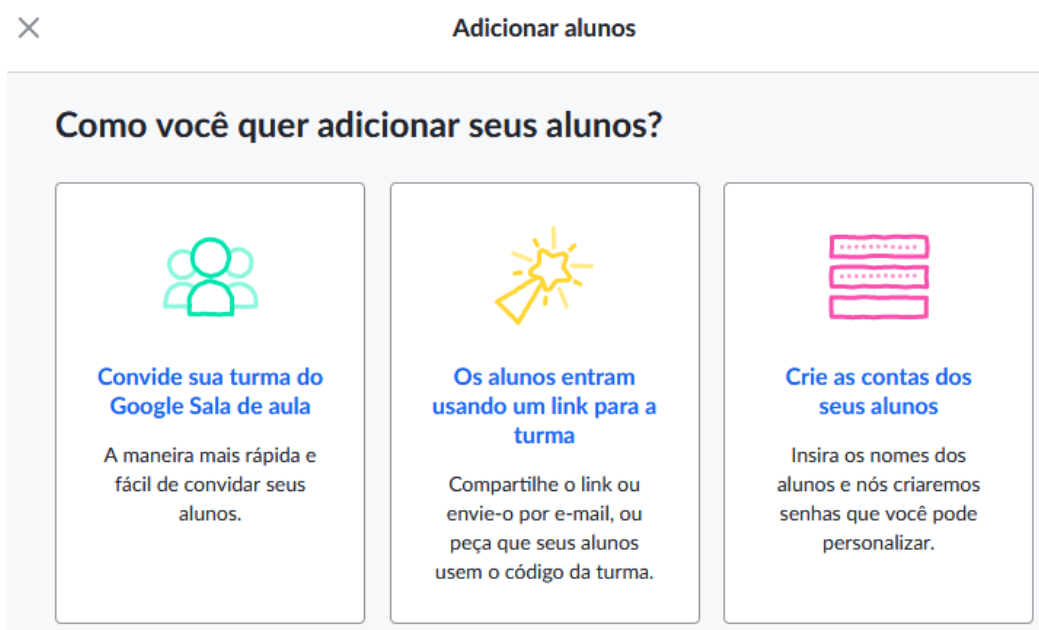 Adicionar alunos
Como você quer adicionar seus alunos?
Convide sua turma do
Google Sala de aula
A maneira mais rápida e
fácil de convidar seus
alunos.
Os alunos entram
usando um link para a
turma
Compartilhe o link ou
envie-o por e-mail, ou
peça que seus alunos
usem o código da turma.
Crie as contas dos
seus alunos
Insira os nomes dos
alunos e nós criaremos
senhas que você pode
personalizar.